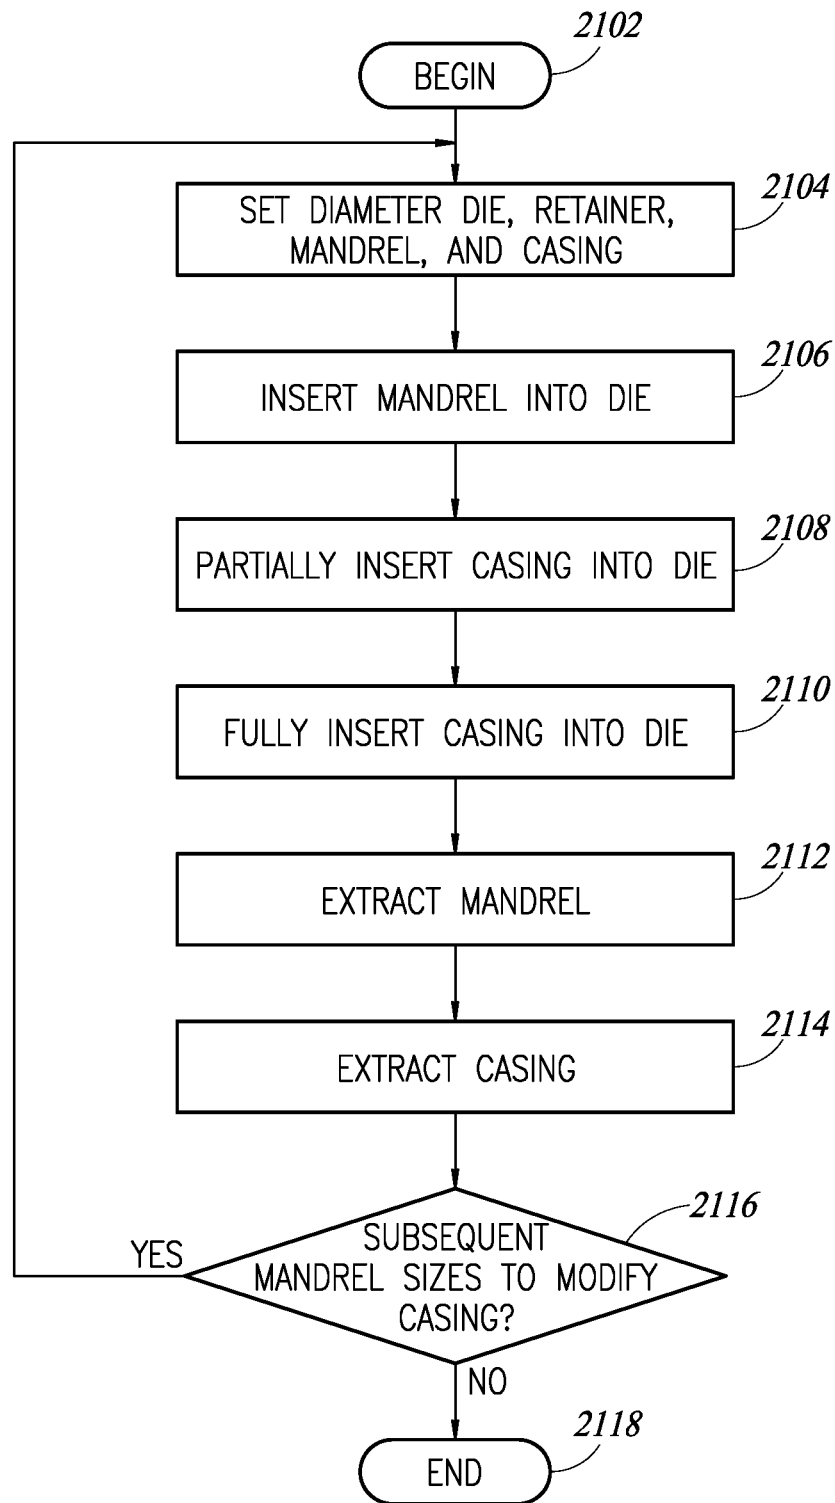 2102
BEGIN
2104
SET DIAMETER DIE, RETAINER,
MANDREL, AND CASING
2106
INSERT MANDREL INTO DIE
2108
PARTIALLY INSERT CASING INTO DIE
2110
FULLY INSERT CASING INTO DIE
2112
EXTRACT MANDREL
2114
EXTRACT CASING
2116
SUBSEQUENT
MANDREL SIZES TO MODIFY
CASING?
YES
NO
2118
END